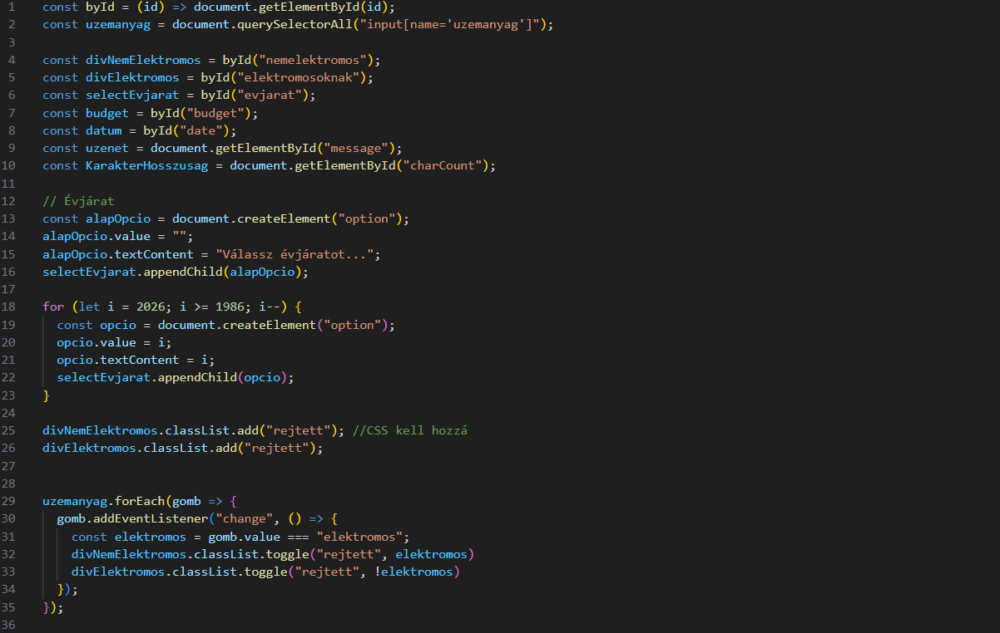 1 const byId = (id) => document.getElementById(id);
2 const uzemanyag = document.querySelectorAll("input[name='uzemanyag']");
3
4 const divNemElektromos = byId("nemelektromos");
5 const divElektromos = byId("elektromosoknak");
6 const selectEvjarat = byId("evjarat");
7 const budget = byId("budget");
8 const datum = byId("date");
9 const uzenet = document.getElementById("message");
10 const KarakterHosszusag = document.getElementById("charCount");
11
12 // Évjárat
13 const alapOpcio = document.createElement("option");
14 alapOpcio.value = "";
15 alapOpcio.textContent = "Válassz évjáratot...";
16 selectEvjarat.appendChild(alapOpcio);
17
18 for (let i = 2026; i >= 1986; i--) {
19   const opcio = document.createElement("option");
20   opcio.value = i;
21   opcio.textContent = i;
22   selectEvjarat.appendChild(opcio);
23 }
24
25 divNemElektromos.classList.add("rejtett"); //CSS kell hozzá
26 divElektromos.classList.add("rejtett");
27
28
29 uzemanyag.forEach(gomb => {
30   gomb.addEventListener("change", () => {
31     const elektromos = gomb.value === "elektromos";
32     divNemElektromos.classList.toggle("rejtett", elektromos)
33     divElektromos.classList.toggle("rejtett", !elektromos)
34   });
35 });
36